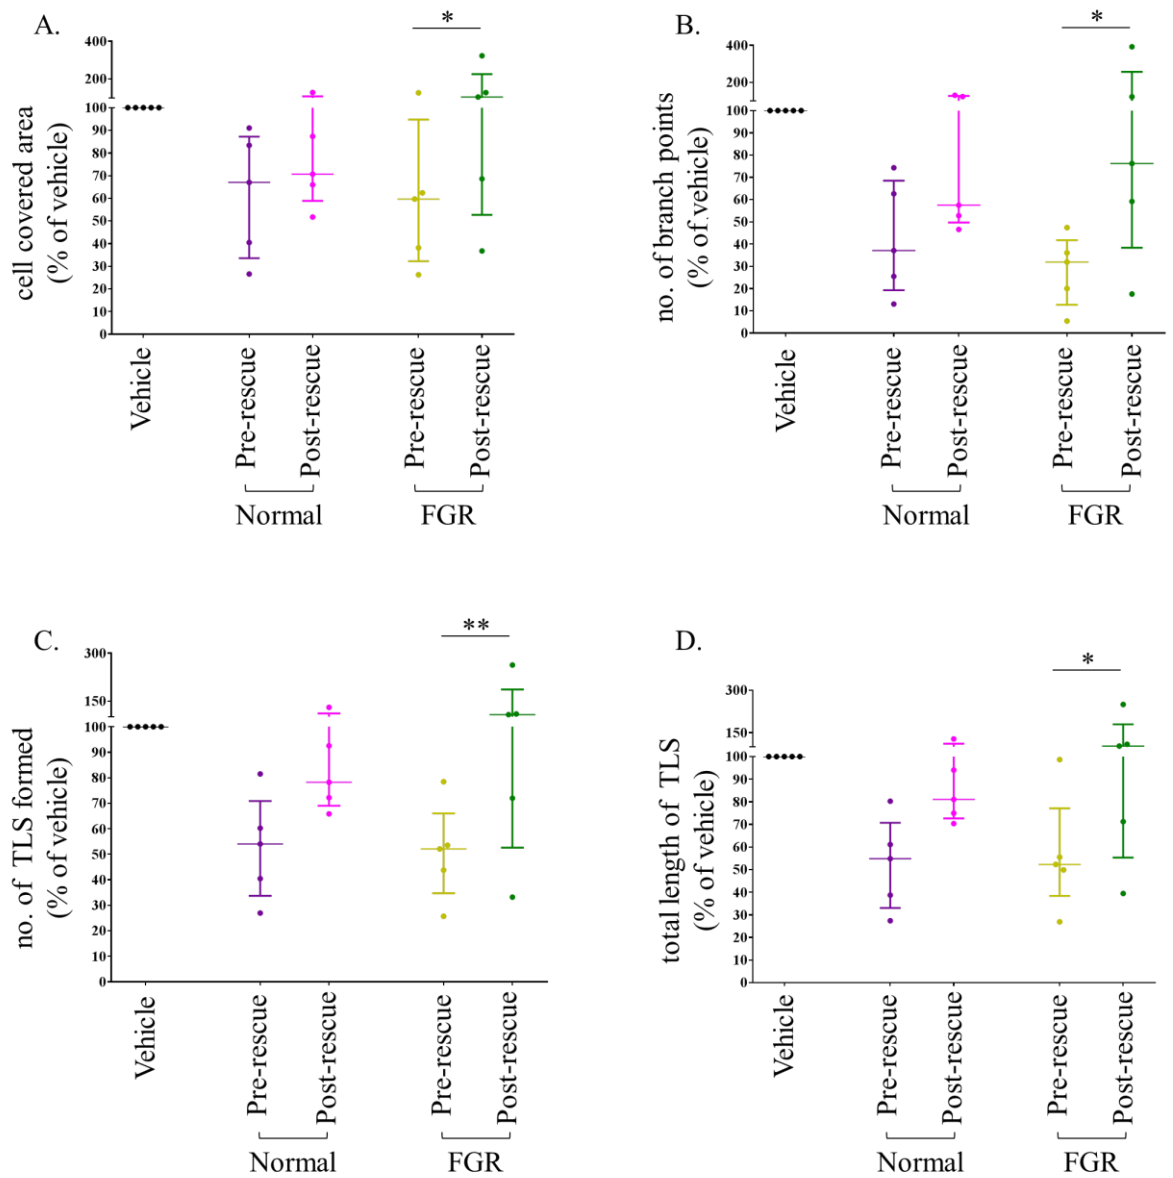 A.
*
400
200
100
90
80
70
60
50
40
30
20
10
0
cell covered area
(% of vehicle)
Vehicle
Pre-rescue
Post-rescue
Pre-rescue
Post-rescue
Normal
FGR
B.
*
400
200
100
90
80
70
60
50
40
30
20
10
0
no. of branch points
(% of vehicle)
Vehicle
Pre-rescue
Post-rescue
Pre-rescue
Post-rescue
Normal
FGR
C.
**
300
150
100
90
80
70
60
50
40
30
20
10
0
no. of TLS formed
(% of vehicle)
Vehicle
Pre-rescue
Post-rescue
Pre-rescue
Post-rescue
Normal
FGR
D.
*
300
150
100
90
80
70
60
50
40
30
20
10
0
total length of TLS
(% of vehicle)
Vehicle
Pre-rescue
Post-rescue
Pre-rescue
Post-rescue
Normal
FGR